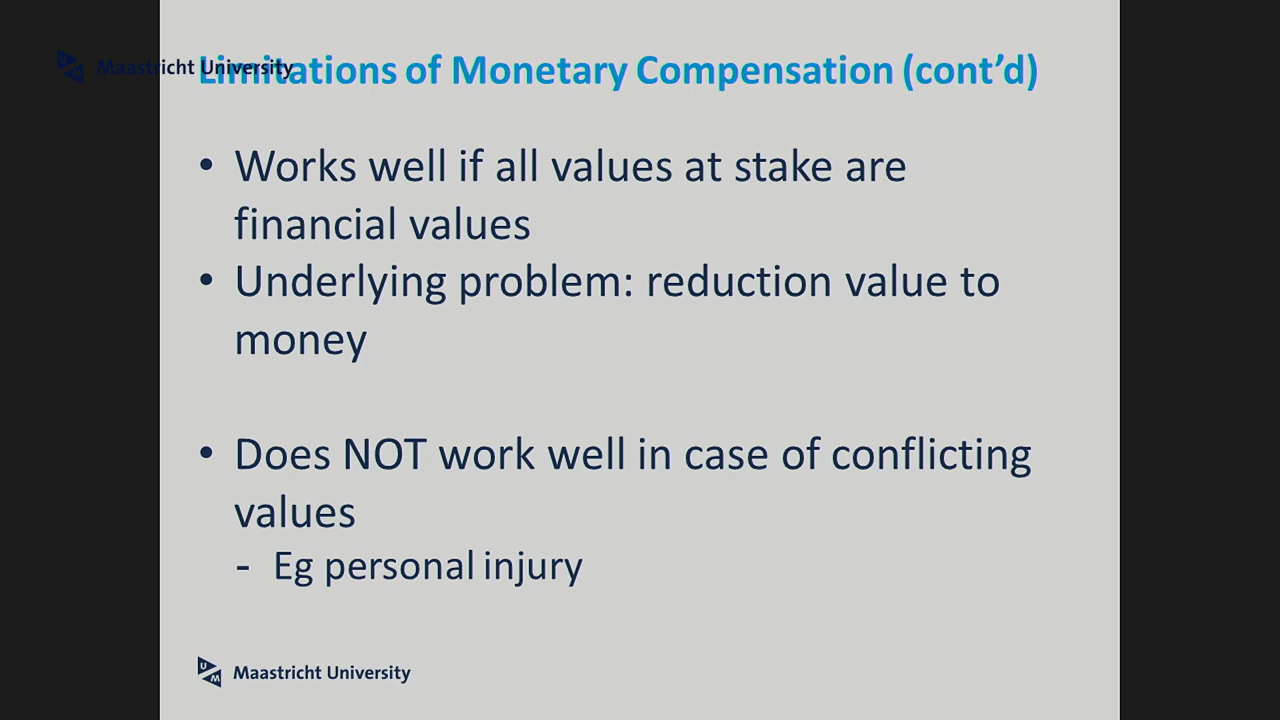 Maastricht University
Limitations of Monetary Compensation (cont'd)
• Works well if all values at stake are
financial values
• Underlying problem: reduction value to
money
• Does NOT work well in case of conflicting
values
- Eg personal injury
UM Maastricht University